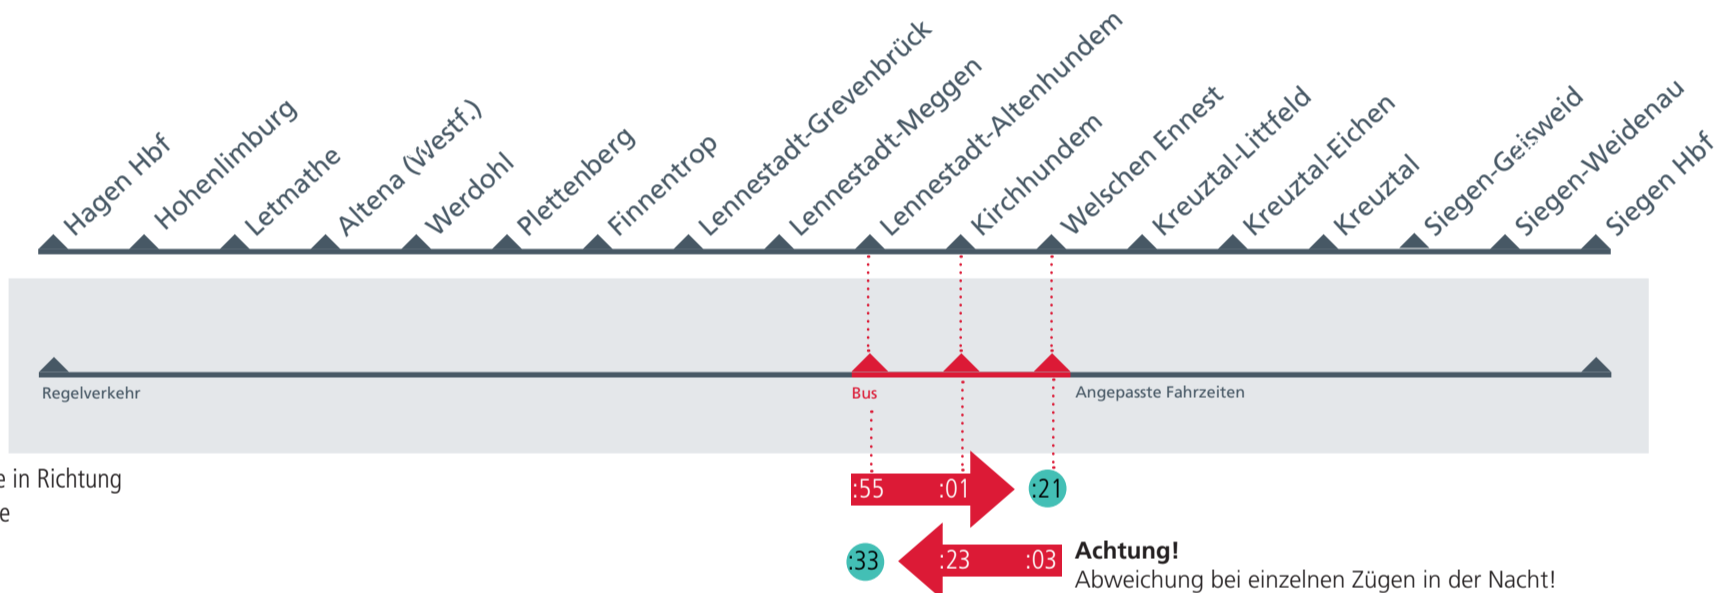 Hagen Hbf
Hohenlimburg
Letmathe
Altena (Westf.)
Werdohl
Plettenberg
Finnentrop
Lennestadt-Grevenbrück
Lennestadt-Meggen
Lennestadt-Altenhundem
Kirchhundem
Welschen Ennest
Kreuztal-Littfeld
Kreuztal-Eichen
Kreuztal
Siegen-Geisweid
Siegen-Weidenau
Siegen Hbf
Regelverkehr
Bus
Angepasste Fahrzeiten
e in Richtung
e
:55 :01 :21
:33 :23 :03
Achtung!
Abweichung bei einzelnen Zügen in der Nacht!